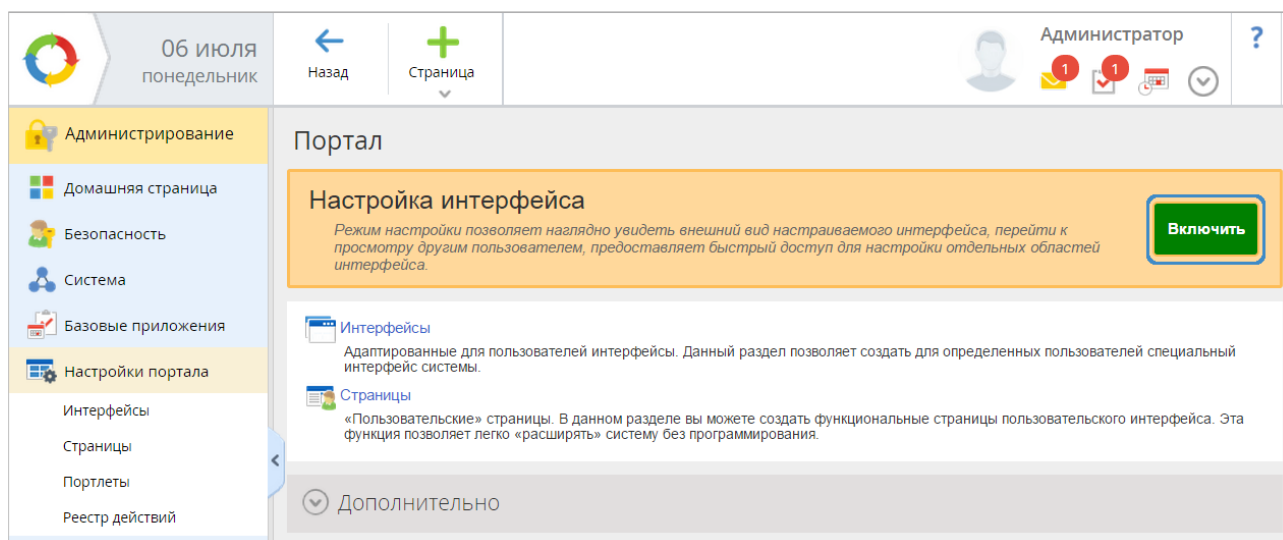 06 июля
понедельник
Назад
Страница
Администратор
1
1
?
Администрирование
Домашняя страница
Безопасность
Система
Базовые приложения
Настройки портала
Интерфейсы
Страницы
Портлеты
Реестр действий
Портал
Настройка интерфейса
Режим настройки позволяет наглядно увидеть внешний вид настраиваемого интерфейса, перейти к
просмотру другим пользователем, предоставляет быстрый доступ для настройки отдельных областей
интерфейса.
Включить
Интерфейсы
Адаптированные для пользователей интерфейсы. Данный раздел позволяет создать для определенных пользователей специальный
интерфейс системы.
Страницы
«Пользовательские» страницы. В данном разделе вы можете создать функциональные страницы пользовательского интерфейса. Эта
функция позволяет легко «расширять» систему без программирования.
Дополнительно